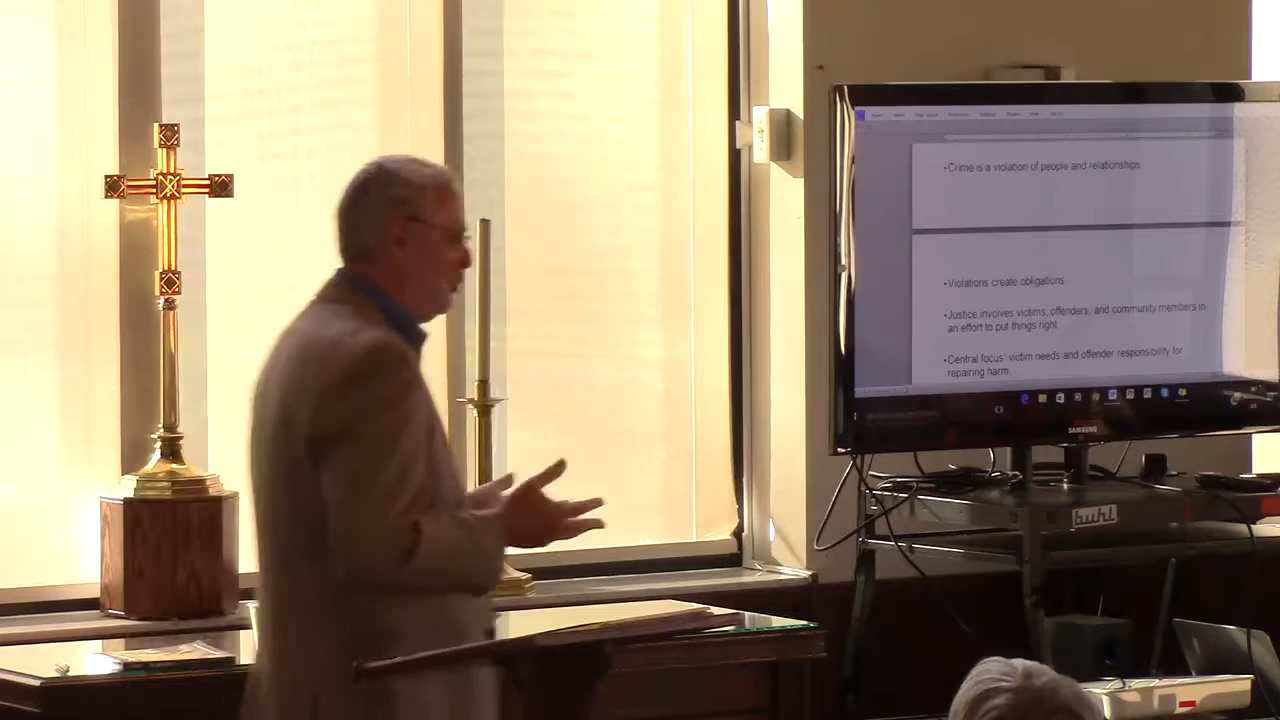 •Crime is a violation of people and relationships
•Violations create obligations
•Justice involves victims, offenders, and community members in
an effort to put things right
•Central focus: victim needs and offender responsibility for
repairing harm.
SAMSUNG
buhl